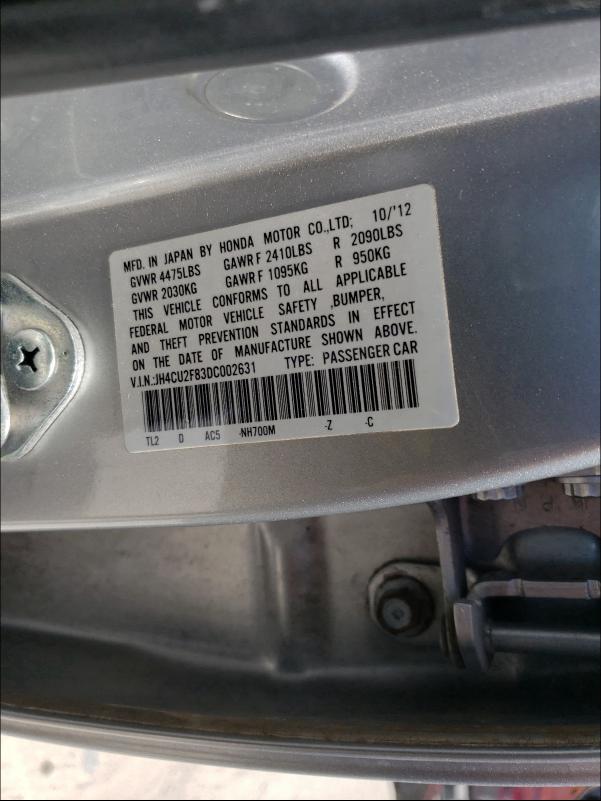 MFD. IN JAPAN BY HONDA MOTOR CO.,LTD; 10/'12
GVWR 4475LBS GAWR F 2410LBS R 2090LBS
GVWR 2030KG GAWR F 1095KG R 950KG
THIS VEHICLE CONFORMS TO ALL APPLICABLE
FEDERAL MOTOR VEHICLE SAFETY ,BUMPER,
AND THEFT PREVENTION STANDARDS IN EFFECT
ON THE DATE OF MANUFACTURE SHOWN ABOVE.
V.I.N.:JH4CU2F83DC002631 TYPE: PASSENGER CAR
TL2 D AC5 -NH700M -Z -C